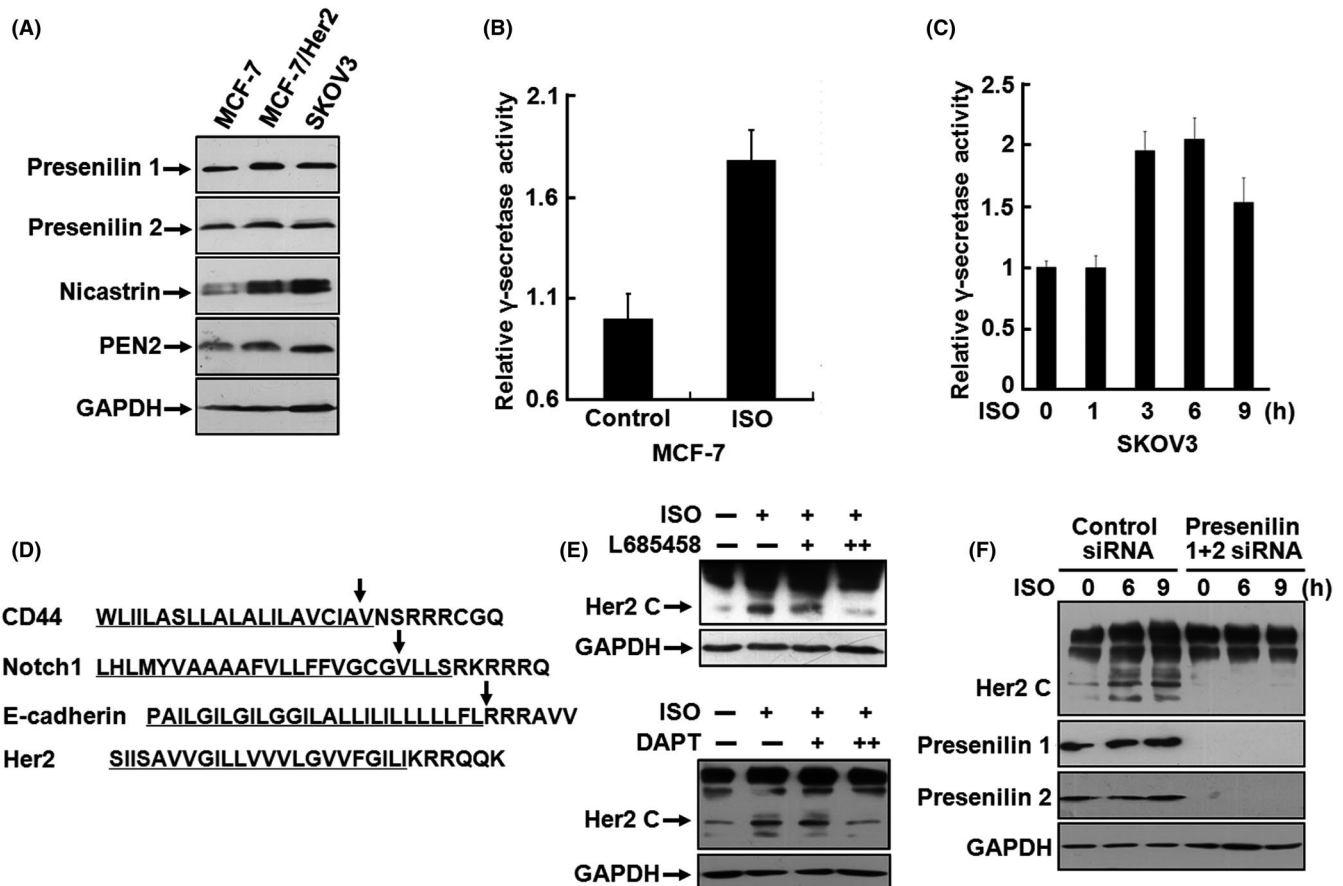 (A)
MCF-7
MCF-7/Her2
SKOV3
Presenilin 1
Presenilin 2
Nicastrin
PEN2
GAPDH
(B)
Relative γ-secretase activity
2.1
1.6
1.1
0.6
Control ISO
MCF-7
(C)
Relative γ-secretase activity
2.5
2
1.5
1
0.5
0
ISO 0 1 3 6 9 (h)
SKOV3
(D)
CD44 WLIILASLLALALILAVCIAVNSRRRCGQ
Notch1 LHLMYVAAAAFVLLFFVGCGVLLSRKRRRQ
E-cadherin PAILGILGILGGILALLILILLLLLFLRRRAVV
Her2 SIISAVVGILLVVVLGVVFGILIKRRQQK
(E)
ISO — + + +
L685458 — — + ++
Her2 C
GAPDH
ISO — + + +
DAPT — — + ++
Her2 C
GAPDH
(F)
Control siRNA
Presenilin 1+2 siRNA
ISO 0 6 9 0 6 9 (h)
Her2 C
Presenilin 1
Presenilin 2
GAPDH